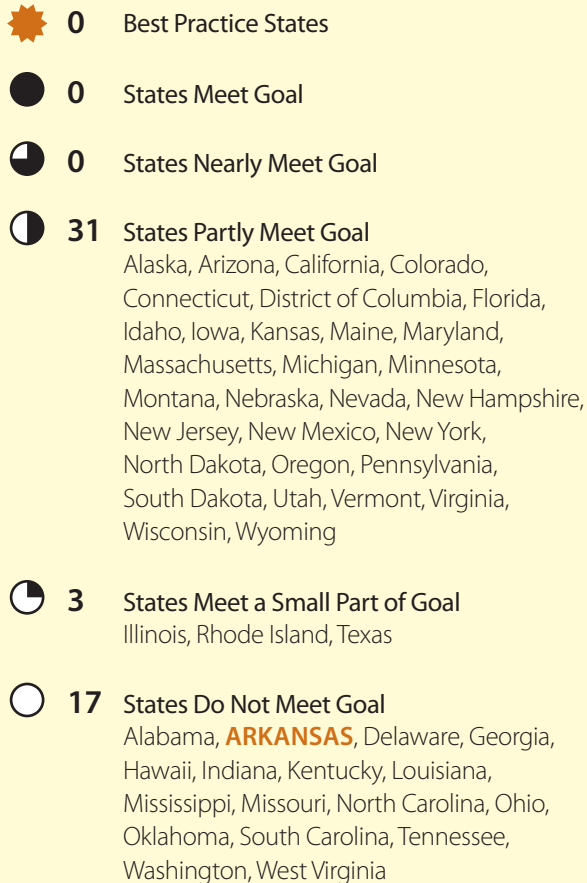 0 Best Practice States
0 States Meet Goal
0 States Nearly Meet Goal
31 States Partly Meet Goal
Alaska, Arizona, California, Colorado,
Connecticut, District of Columbia, Florida,
Idaho, Iowa, Kansas, Maine, Maryland,
Massachusetts, Michigan, Minnesota,
Montana, Nebraska, Nevada, New Hampshire,
New Jersey, New Mexico, New York,
North Dakota, Oregon, Pennsylvania,
South Dakota, Utah, Vermont, Virginia,
Wisconsin, Wyoming
3 States Meet a Small Part of Goal
Illinois, Rhode Island, Texas
17 States Do Not Meet Goal
Alabama, ARKANSAS, Delaware, Georgia,
Hawaii, Indiana, Kentucky, Louisiana,
Mississippi, Missouri, North Carolina, Ohio,
Oklahoma, South Carolina, Tennessee,
Washington, West Virginia